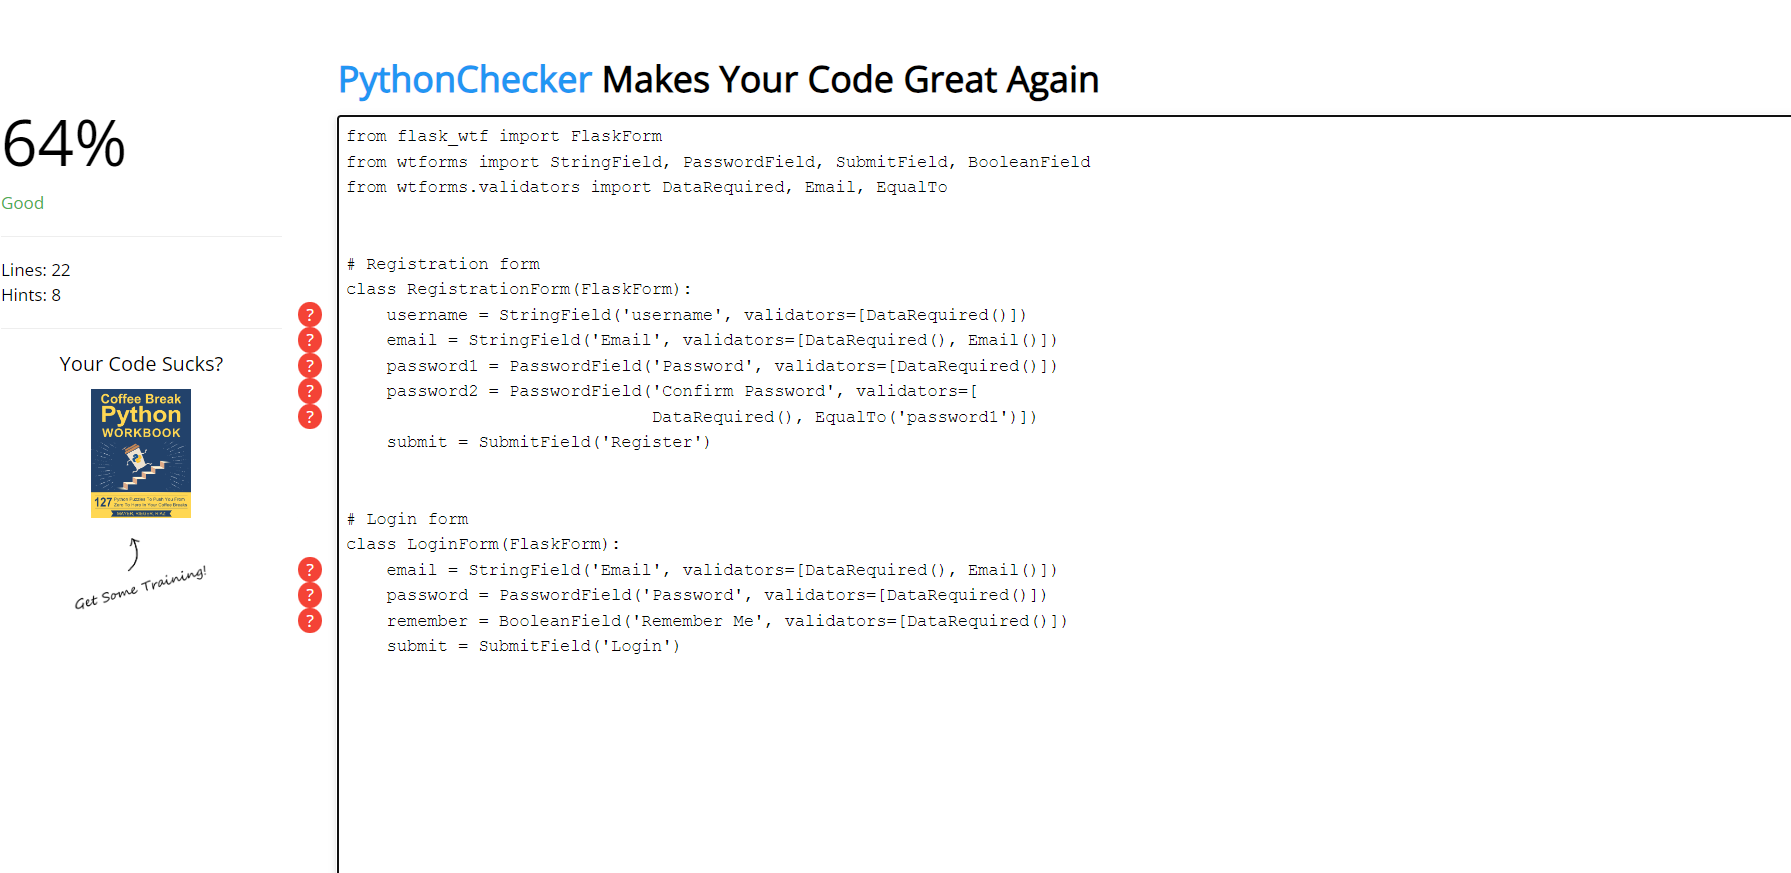 PythonChecker Makes Your Code Great Again
64%
Good
Lines: 22
Hints: 8
Your Code Sucks?
Coffee Break
Python
WORKBOOK
127
Get Some Training!
from flask_wtf import FlaskForm
from wtforms import StringField, PasswordField, SubmitField, BooleanField
from wtforms.validators import DataRequired, Email, EqualTo
# Registration form
class RegistrationForm(FlaskForm):
? username = StringField('username', validators=[DataRequired()])
? email = StringField('Email', validators=[DataRequired(), Email()])
? password1 = PasswordField('Password', validators=[DataRequired()])
? password2 = PasswordField('Confirm Password', validators=[
? DataRequired(), EqualTo('password1')])
submit = SubmitField('Register')
# Login form
class LoginForm(FlaskForm):
? email = StringField('Email', validators=[DataRequired(), Email()])
? password = PasswordField('Password', validators=[DataRequired()])
? remember = BooleanField('Remember Me', validators=[DataRequired()])
submit = SubmitField('Login')